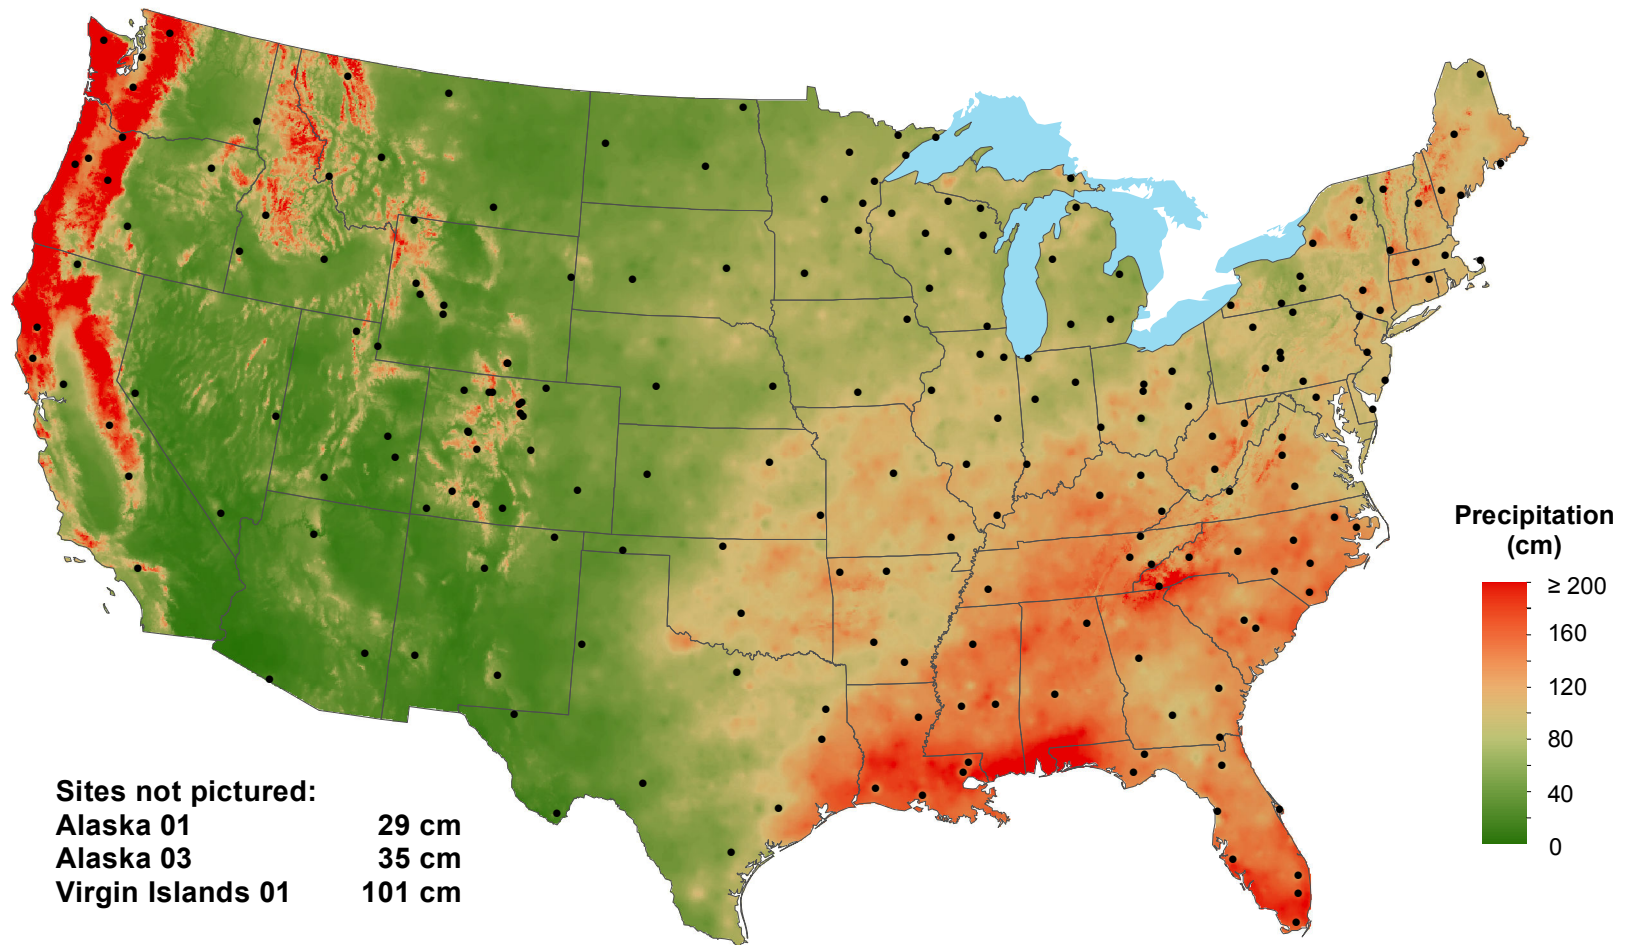 Precipitation
(cm)
≥ 200
160
120
80
40
0
Sites not pictured:
Alaska 01 29 cm
Alaska 03 35 cm
Virgin Islands 01 101 cm